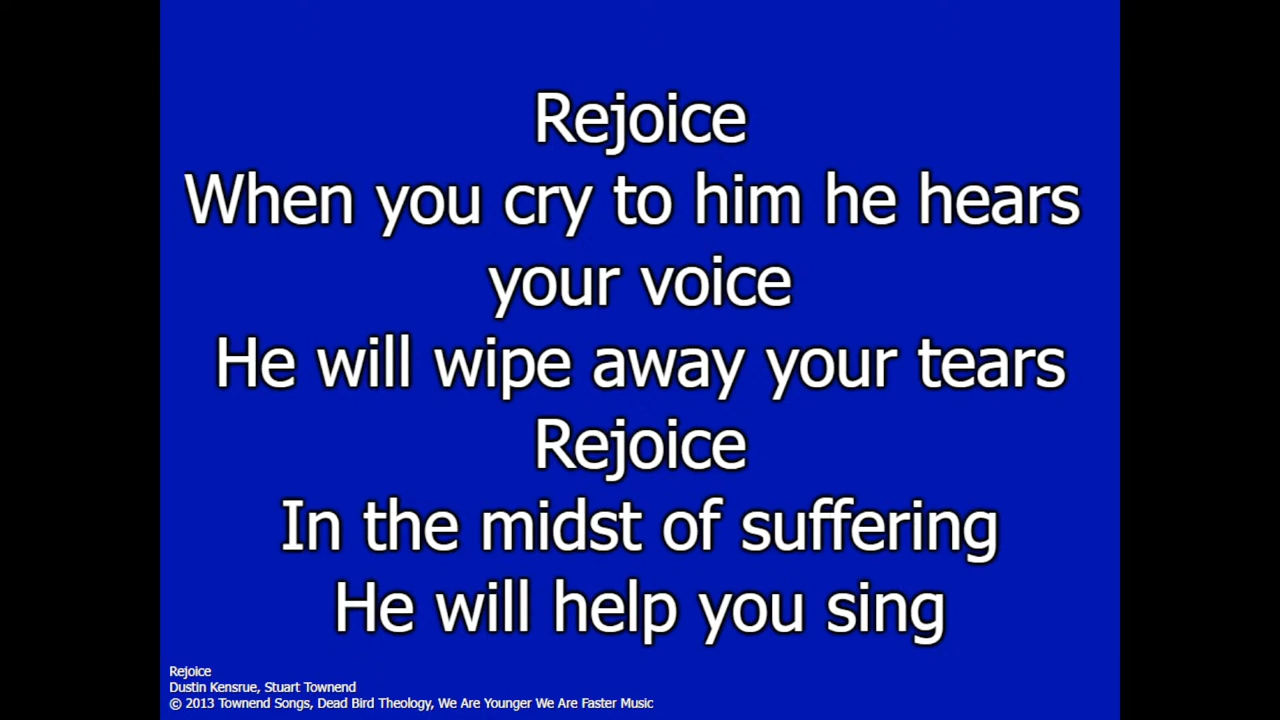 Rejoice
When you cry to him he hears
your voice
He will wipe away your tears
Rejoice
In the midst of suffering
He will help you sing
Rejoice
Dustin Kensrue, Stuart Townend
© 2013 Townend Songs, Dead Bird Theology, We Are Younger We Are Faster Music